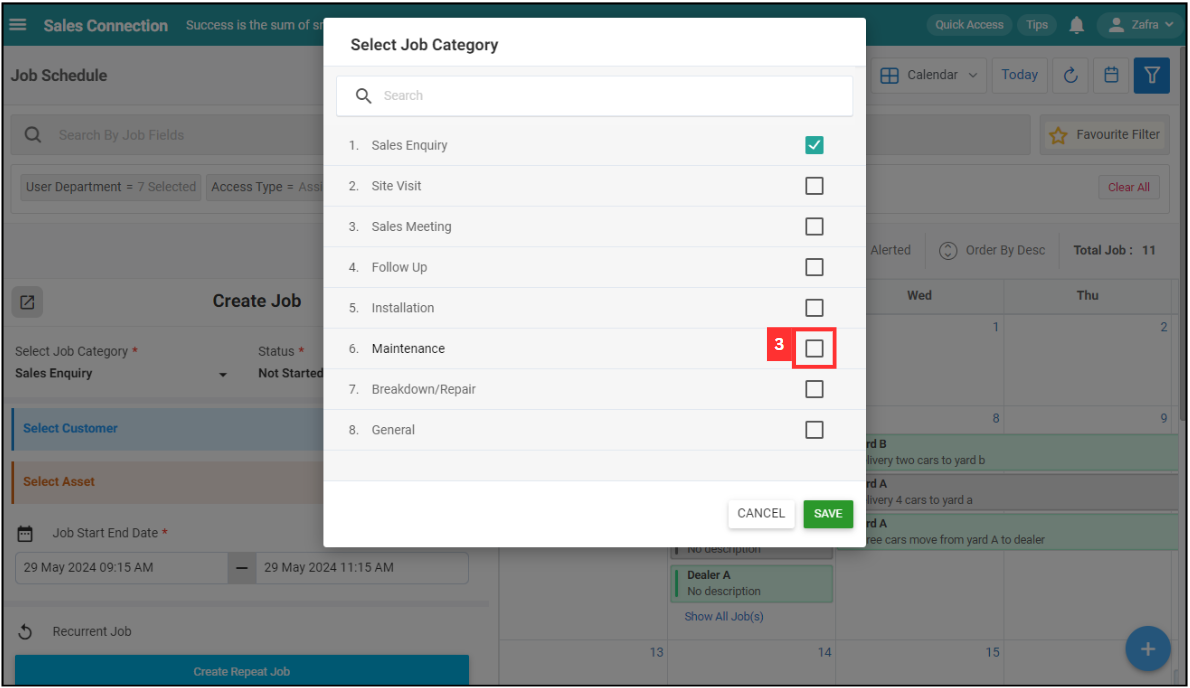 Sales Connection Success is the sum of sr
Quick Access Tips Zafra
Job Schedule
Calendar Today
Search By Job Fields
Favourite Filter
User Department = 7 Selected Access Type = Assi
Clear All
Alerted Order By Desc Total Job : 11
Select Job Category
Search
1. Sales Enquiry
2. Site Visit
3. Sales Meeting
4. Follow Up
5. Installation
6. Maintenance
3
7. Breakdown/Repair
8. General
CANCEL SAVE
Create Job
Select Job Category * Status *
Sales Enquiry Not Started
Select Customer
Select Asset
Job Start End Date *
29 May 2024 09:15 AM — 29 May 2024 11:15 AM
Recurrent Job
Create Repeat Job
Wed Thu
1 2
8 9
rd B
livery two cars to yard b
rd A
livery 4 cars to yard a
rd A
ree cars move from yard A to dealer
No description
Dealer A
No description
Show All Job(s)
13 14 15